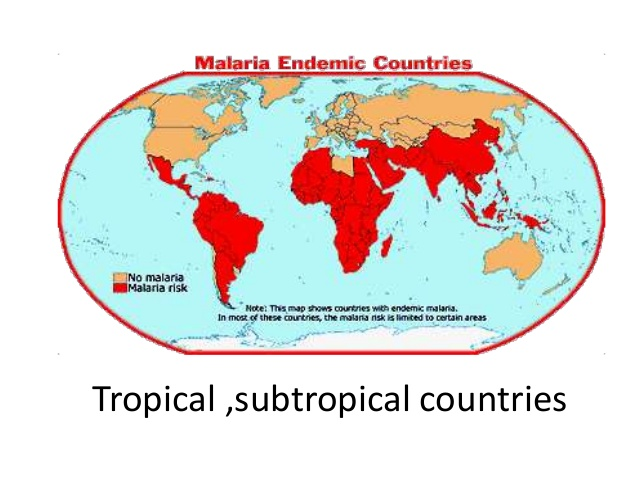 Malaria Endemic Countries
No malaria
Malaria risk
Note: This map shows countries with endemic malaria.
In most of these countries, the malaria risk is limited to certain areas
Tropical ,subtropical countries